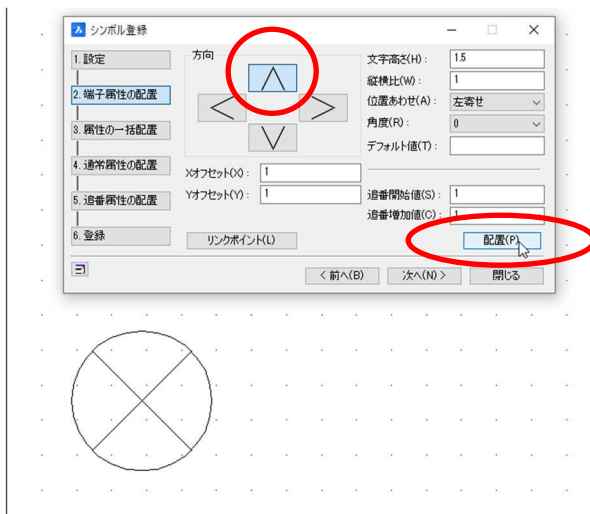 シンボル登録
1.設定
2.端子属性の配置
3.属性の一括配置
4.通常属性の配置
5.追番属性の配置
6.登録
方向
Xオフセット(X): 1
Yオフセット(Y): 1
リンクポイント(L)
文字高さ(H): 1.5
縦横比(W): 1
位置あわせ(A): 左寄せ
角度(R): 0
デフォルト値(T):
追番開始値(S): 1
追番増加値(C): 1
配置(P)
< 前へ(B)
次へ(N) >
閉じる